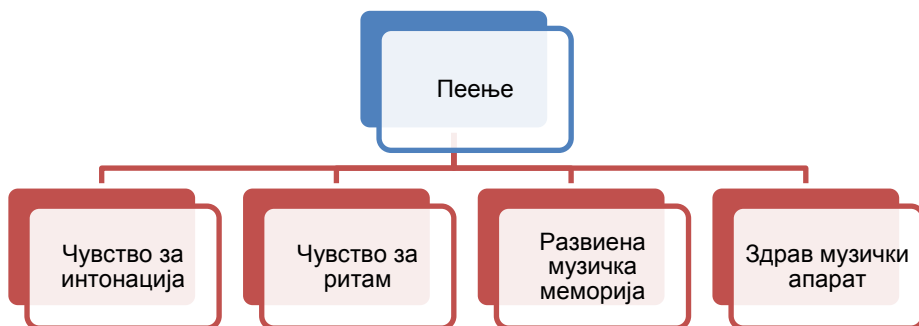 Пеење
Чувство за
интонација
Чувство за
ритам
Развиена
музичка
меморија
Здрав музички
апарат